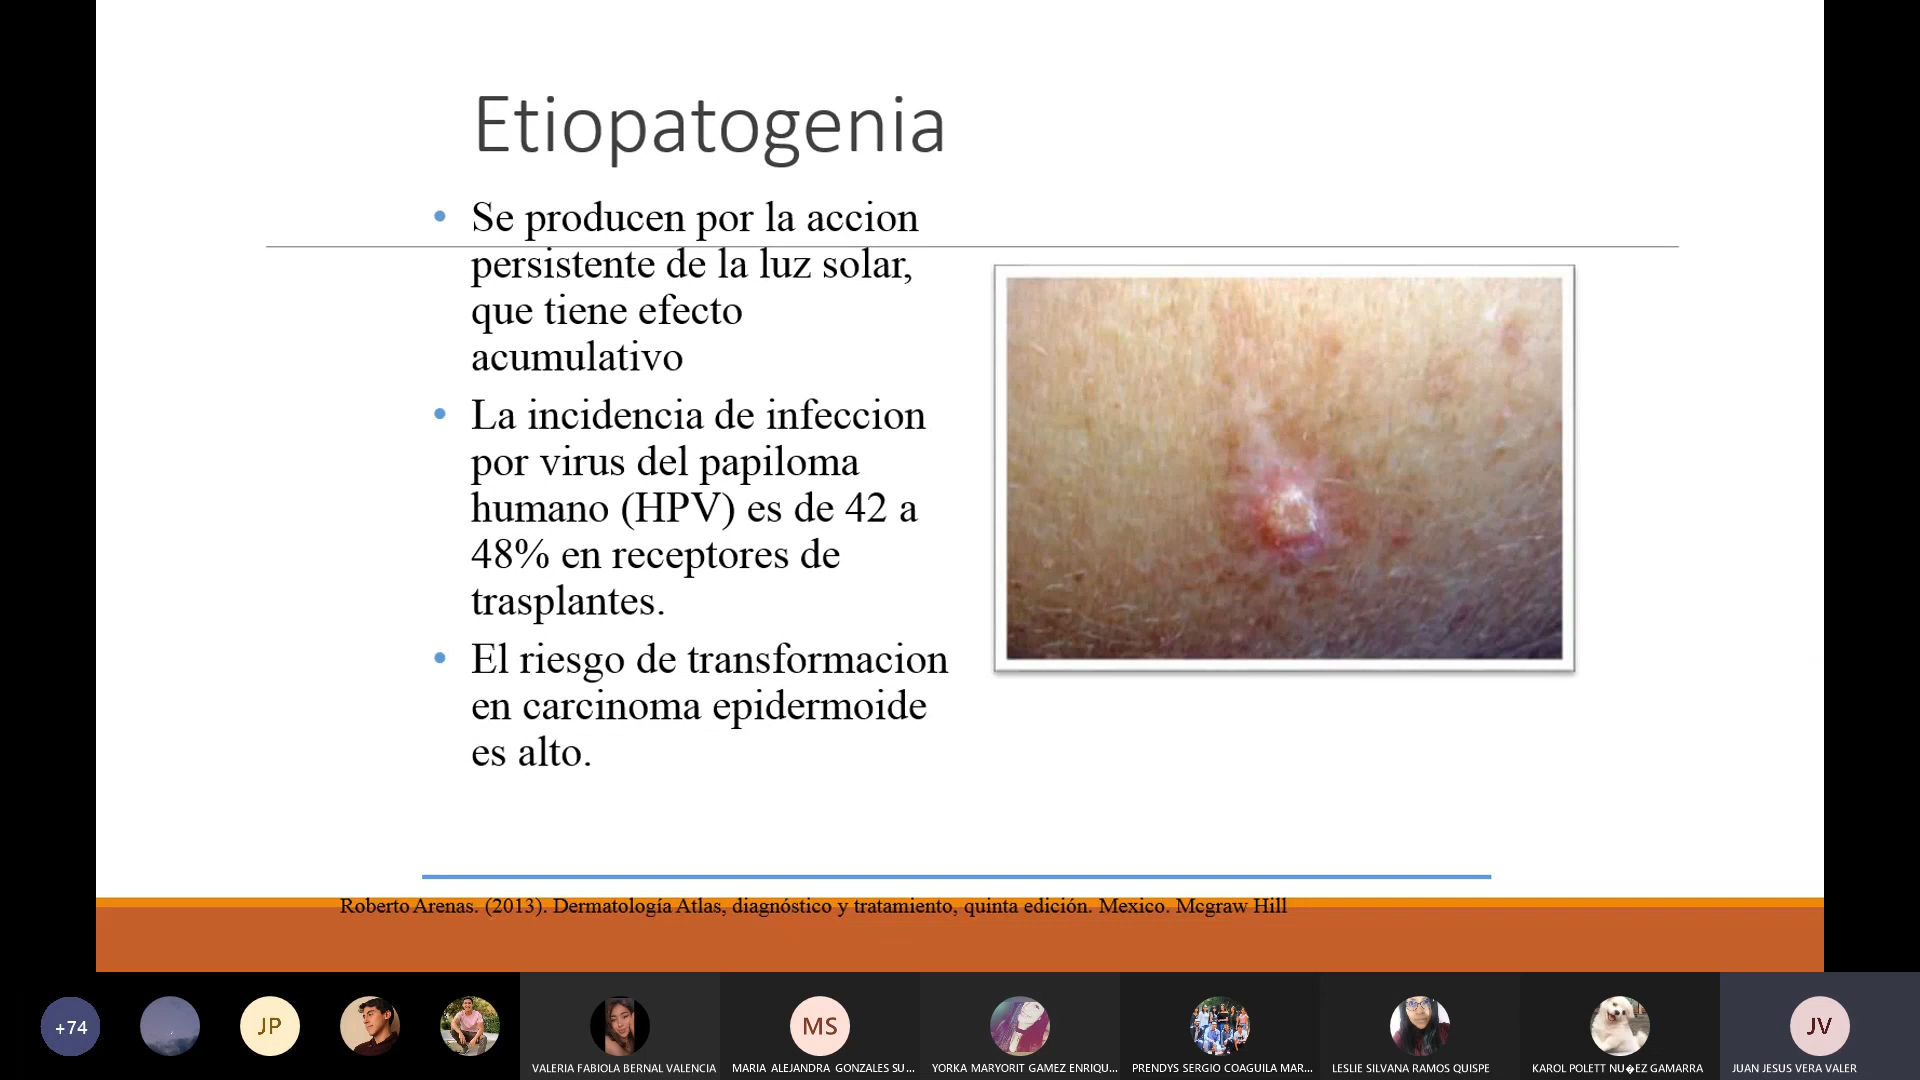 Etiopatogenia
• Se producen por la accion
persistente de la luz solar,
que tiene efecto
acumulativo
• La incidencia de infeccion
por virus del papiloma
humano (HPV) es de 42 a
48% en receptores de
trasplantes.
• El riesgo de transformacion
en carcinoma epidermoide
es alto.
Roberto Arenas. (2013). Dermatología Atlas, diagnóstico y tratamiento, quinta edición. Mexico. Mcgraw Hill
+74
JP
MS
JV
VALERIA FABIOLA BERNAL VALENCIA
MARIA ALEJANDRA GONZALES SU...
YORKA MARYORIT GAMEZ ENRIQU...
PRENDYS SERGIO COAGUILA MAR...
LESLIE SILVANA RAMOS QUISPE
KAROL POLETT NU�EZ GAMARRA
JUAN JESUS VERA VALER